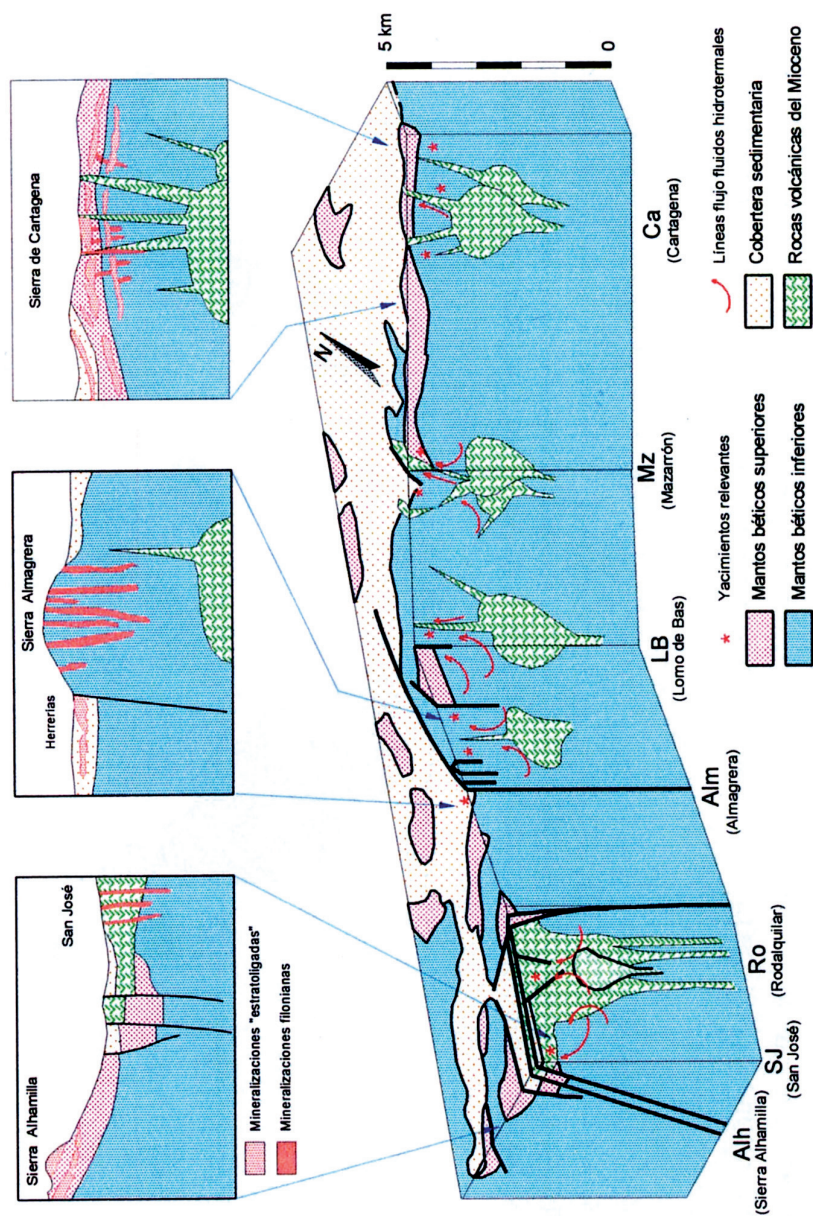 Sierra Alhamilla
San José
Mineralizaciones "estratoligadas"
Mineralizaciones filonianas
Sierra Almagrera
Herrerías
Sierra de Cartagena
N
5 km
0
Alh
(Sierra Alhamilla)
SJ
(San José)
Ro
(Rodalquilar)
Alm
(Almagrera)
LB
(Lomo de Bas)
Mz
(Mazarrón)
Ca
(Cartagena)
* Yacimientos relevantes
Mantos béticos superiores
Mantos béticos inferiores
Líneas flujo fluidos hidrotermales
Cobertera sedimentaria
Rocas volcánicas del Mioceno